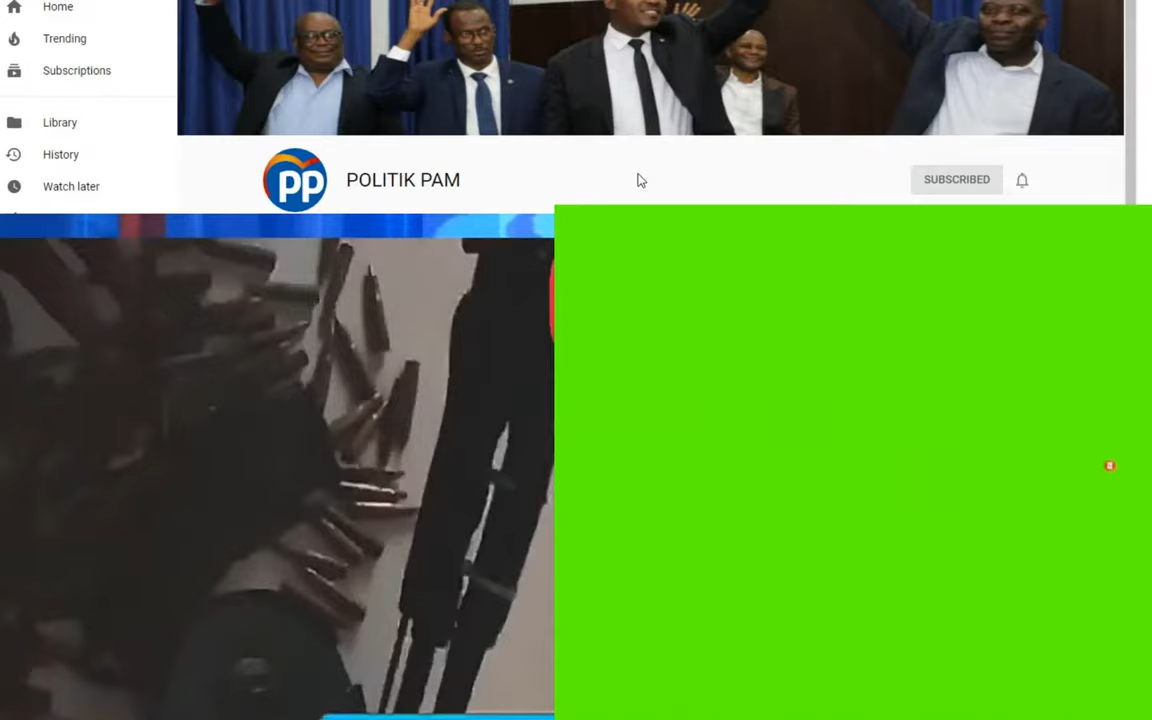 Home
Trending
Subscriptions
Library
History
Watch later
pp
POLITIK PAM
SUBSCRIBED